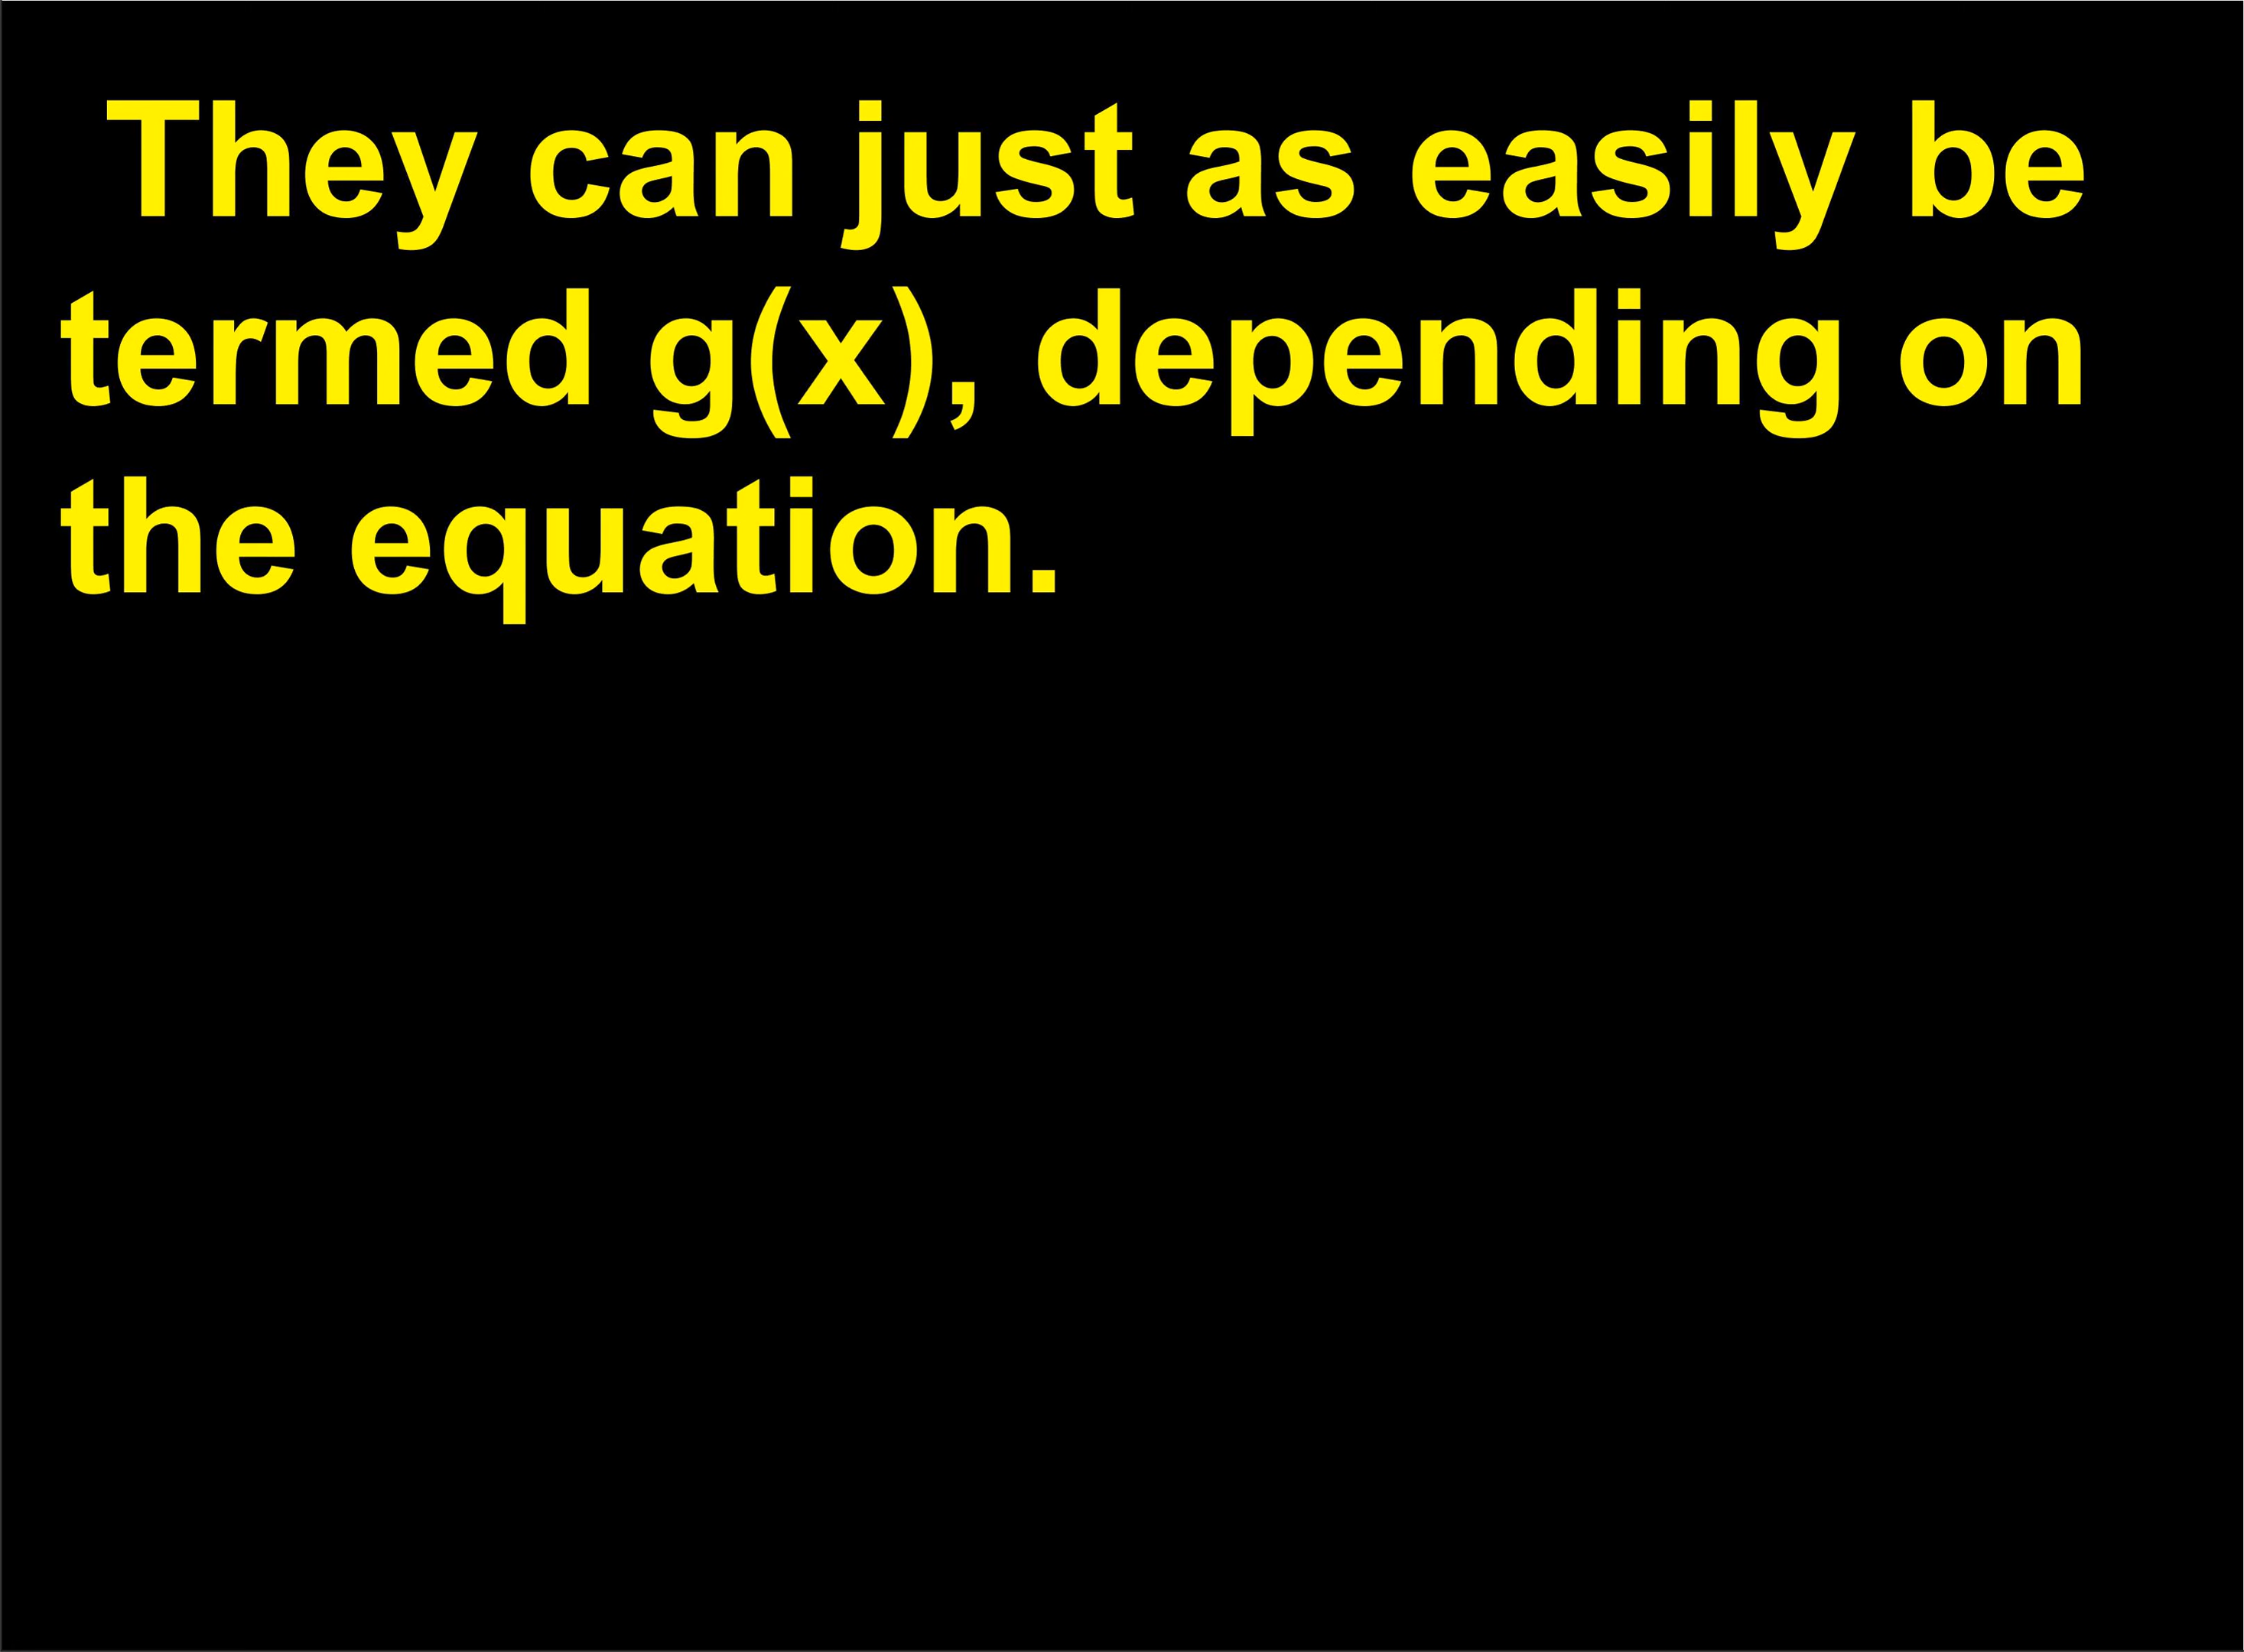 They can just as easily be
termed g(x), depending on
the equation.